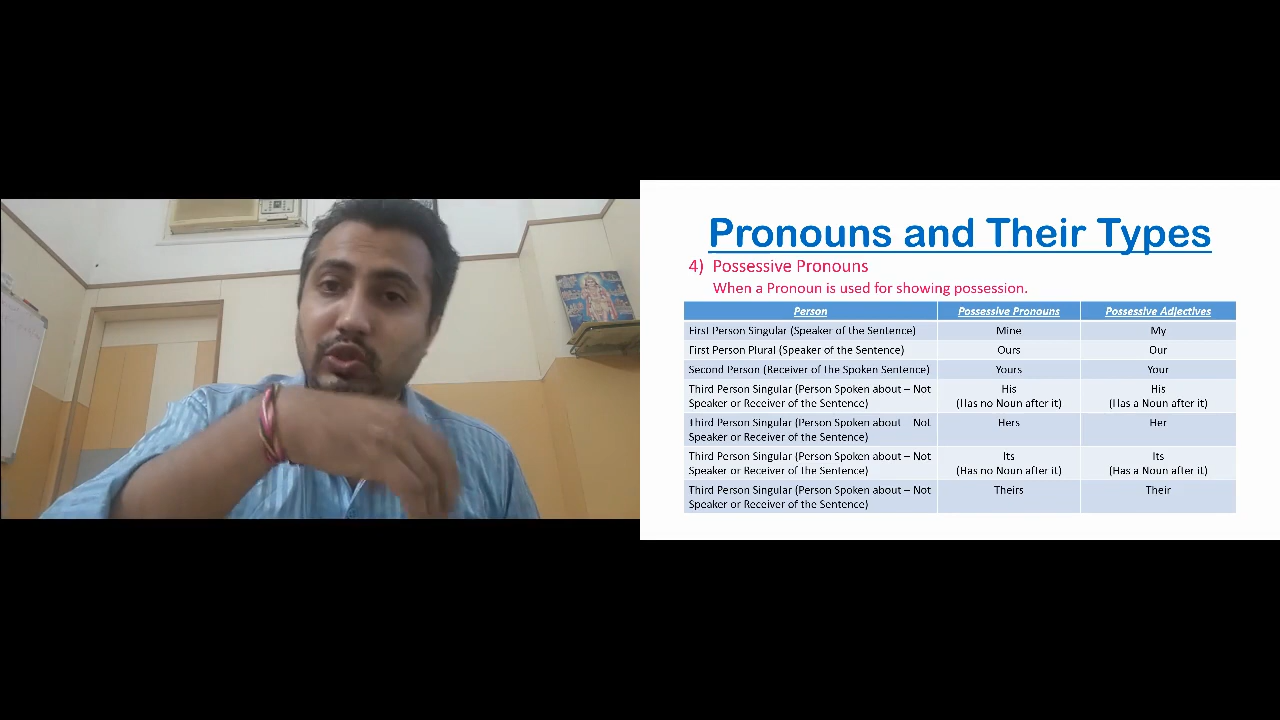 Pronouns and Their Types
4) Possessive Pronouns
When a Pronoun is used for showing possession.
Person Possessive Pronouns Possessive Adjectives
First Person Singular (Speaker of the Sentence) Mine My
First Person Plural (Speaker of the Sentence) Ours Our
Second Person (Receiver of the Spoken Sentence) Yours Your
Third Person Singular (Person Spoken about – Not His His
Speaker or Receiver of the Sentence) (Has no Noun after it) (Has a Noun after it)
Third Person Singular (Person Spoken about Not Hers Her
Speaker or Receiver of the Sentence)
Third Person Singular (Person Spoken about – Not Its Its
Speaker or Receiver of the Sentence) (Has no Noun after it) (Has a Noun after it)
Third Person Singular (Person Spoken about – Not Theirs Their
Speaker or Receiver of the Sentence)